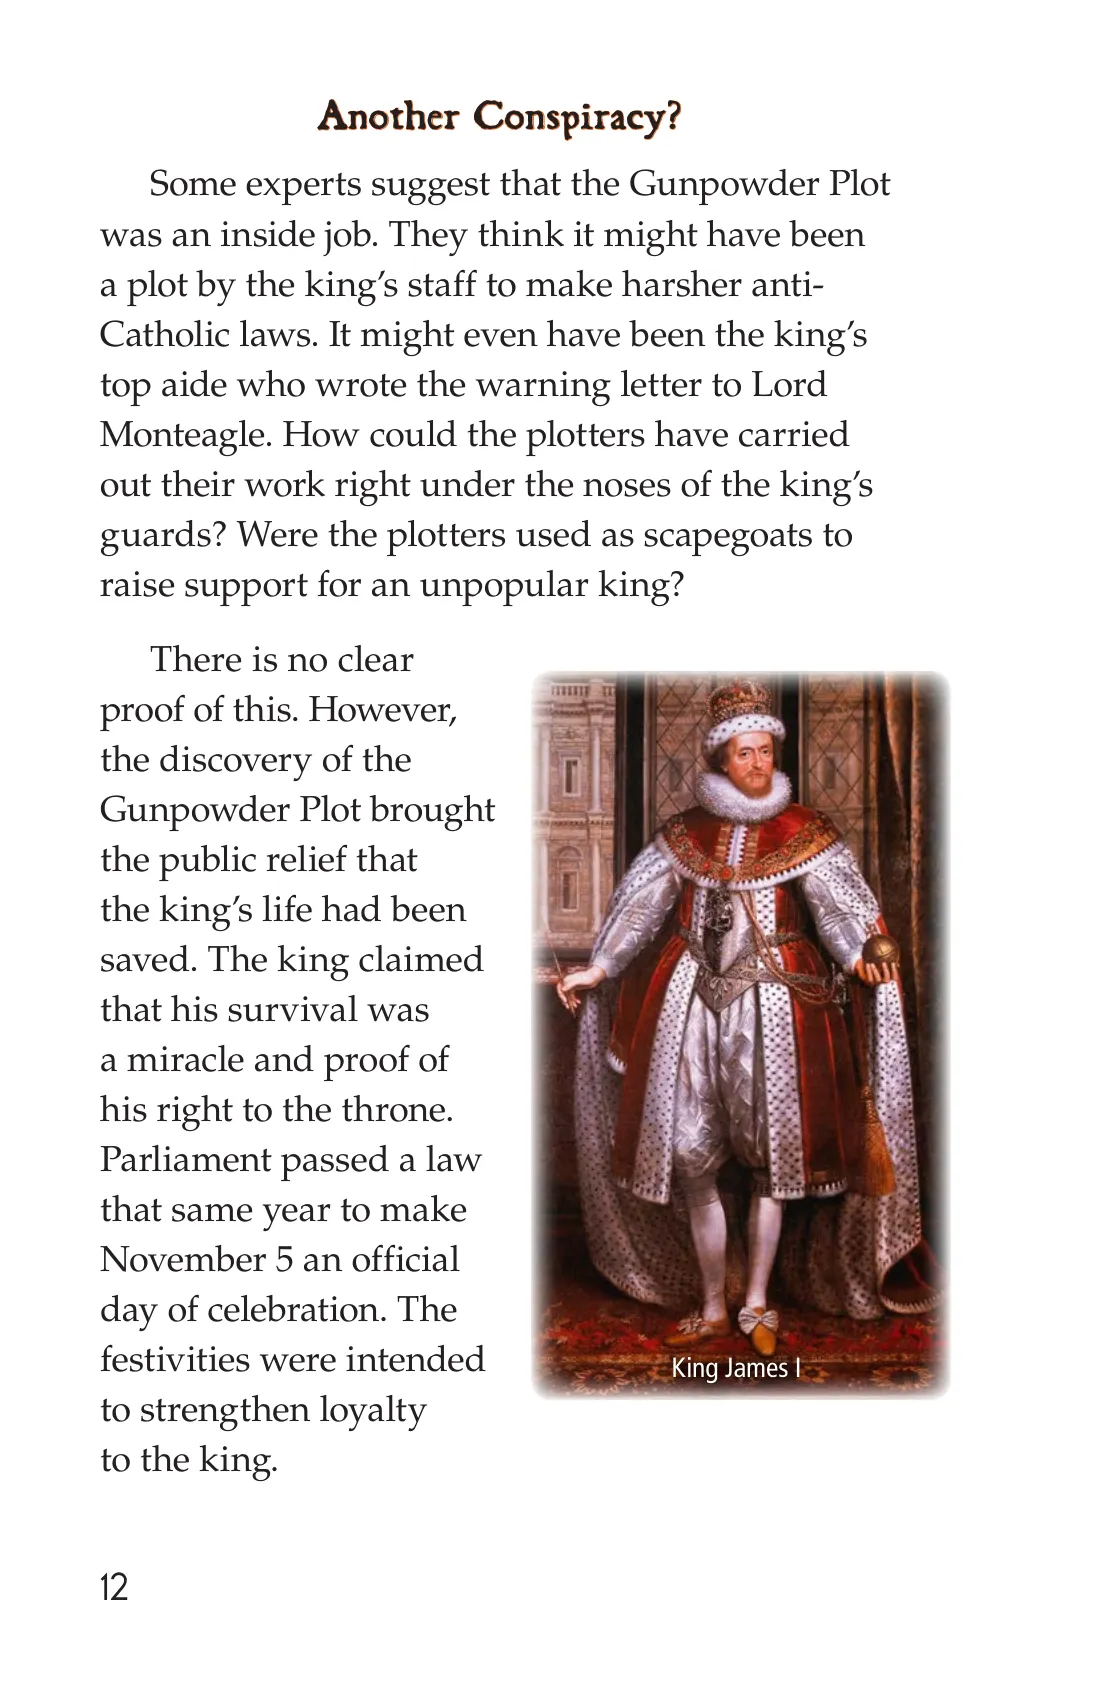 Another Conspiracy?
Some experts suggest that the Gunpowder Plot
was an inside job. They think it might have been
a plot by the king’s staff to make harsher anti-
Catholic laws. It might even have been the king’s
top aide who wrote the warning letter to Lord
Monteagle. How could the plotters have carried
out their work right under the noses of the king’s
guards? Were the plotters used as scapegoats to
raise support for an unpopular king?
There is no clear
proof of this. However,
the discovery of the
Gunpowder Plot brought
the public relief that
the king’s life had been
saved. The king claimed
that his survival was
a miracle and proof of
his right to the throne.
Parliament passed a law
that same year to make
November 5 an official
day of celebration. The
festivities were intended
to strengthen loyalty
to the king.
King James I
12